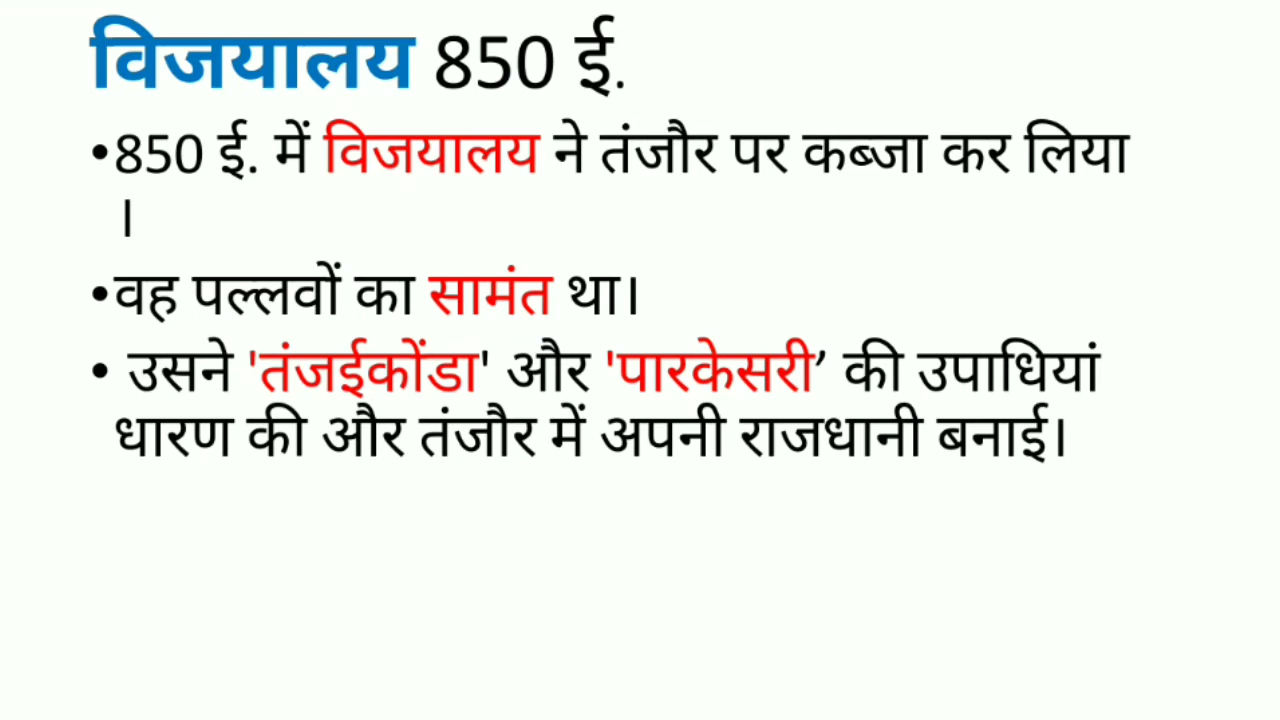 विजयालय 850 ई.
•850 ई. में विजयालय ने तंजौर पर कब्जा कर लिया
।
•वह पल्लवों का सामंत था।
• उसने 'तंजईकोंडा' और 'पारकेसरी’ की उपाधियां
धारण की और तंजौर में अपनी राजधानी बनाई।